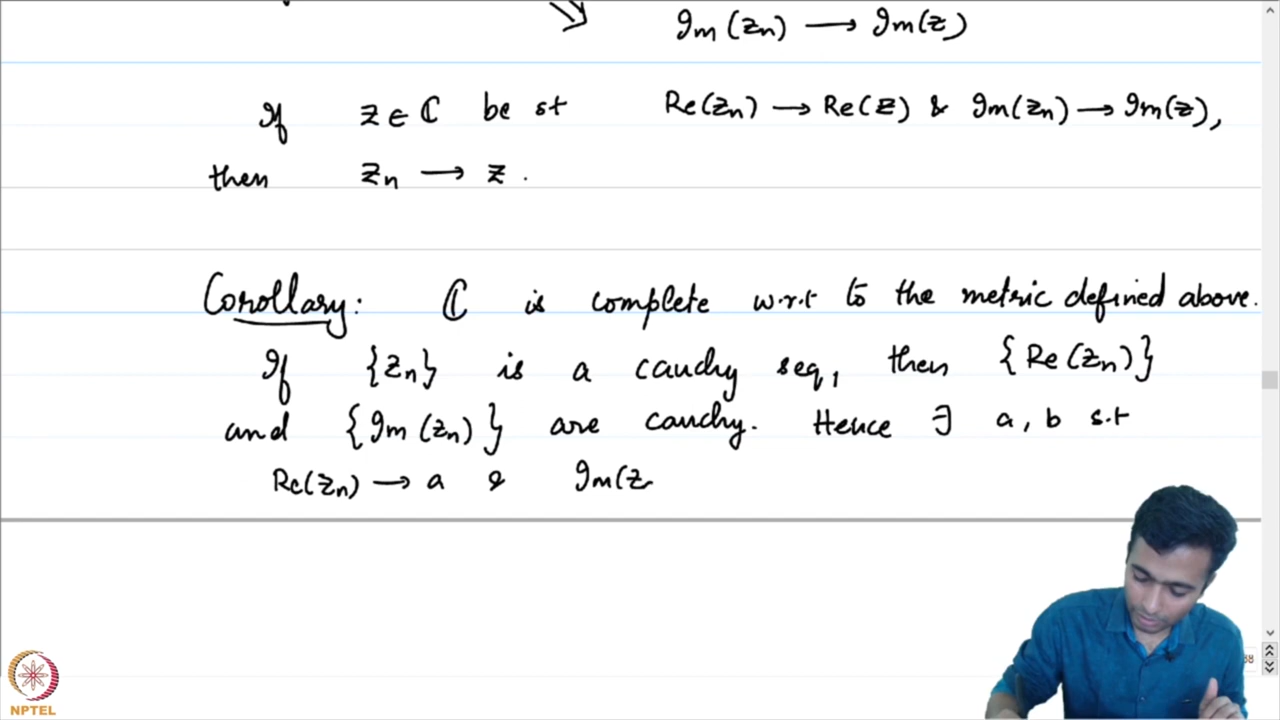 Im(zn) ⟶ Im(z)
If z ∈ ℂ be st Re(zn) ⟶ Re(z) & Im(zn) ⟶ Im(z),
then zn ⟶ z.
Corollary: ℂ is complete w.r.t to the metric defined above.
If {zn} is a cauchy seq, then {Re(zn)}
and {Im(zn)} are cauchy. Hence ∃ a, b s.t
Re(zn) ⟶ a & Im(z
NPTEL